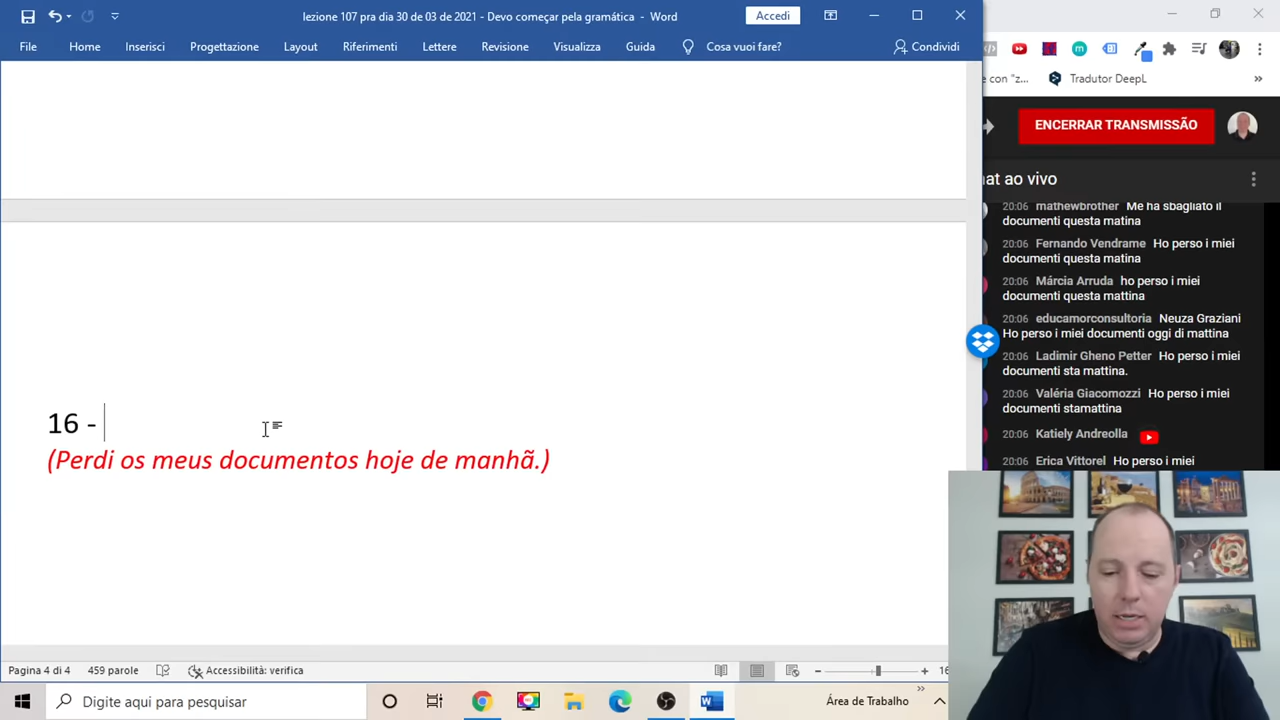 lezione 107 pra dia 30 de 03 de 2021 - Devo começar pela gramática - Word
Accedi
File Home Inserisci Progettazione Layout Riferimenti Lettere Revisione Visualizza Guida Cosa vuoi fare? Condividi
e con "z...
Tradutor DeepL
»
ENCERRAR TRANSMISSÃO
hat ao vivo
20:06 mathewbrother Me ha sbagliato il
documenti questa matina
20:06 Fernando Vendrame Ho perso i miei
documenti questa matina
20:06 Márcia Arruda ho perso i miei
documenti questa mattina
20:06 educamorconsultoria Neuza Graziani
Ho perso i miei documenti oggi di mattina
20:06 Ladimir Gheno Petter Ho perso i miei
documenti sta mattina.
20:06 Valéria Giacomozzi Ho perso i miei
documenti stamattina
20:06 Katiely Andreolla
20:06 Erica Vittorel Ho perso i miei
16 -
(Perdi os meus documentos hoje de manhã.)
Pagina 4 di 4 459 parole Accessibilità: verifica
16
Digite aqui para pesquisar
Área de Trabalho
»